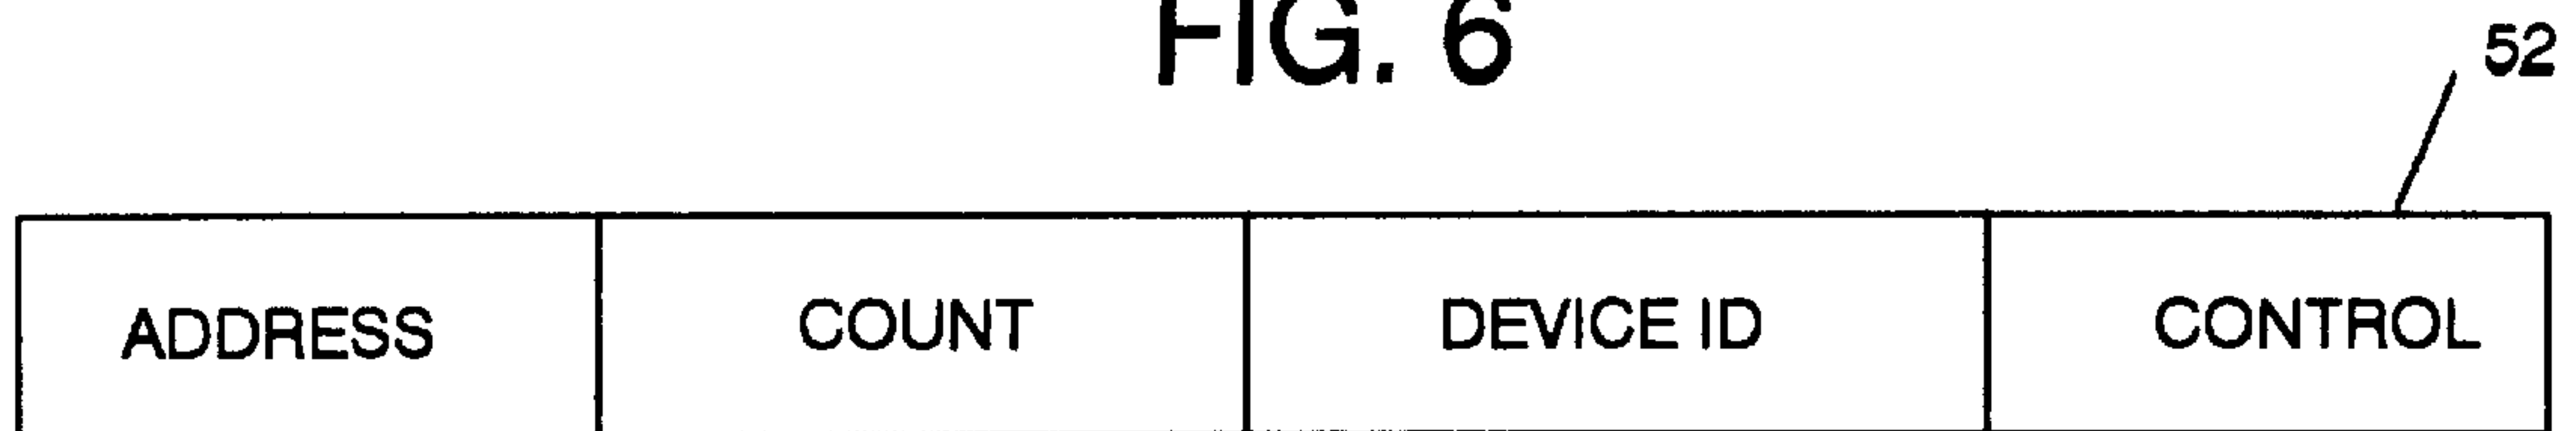 FIG. 6
52
ADDRESS COUNT DEVICE ID CONTROL